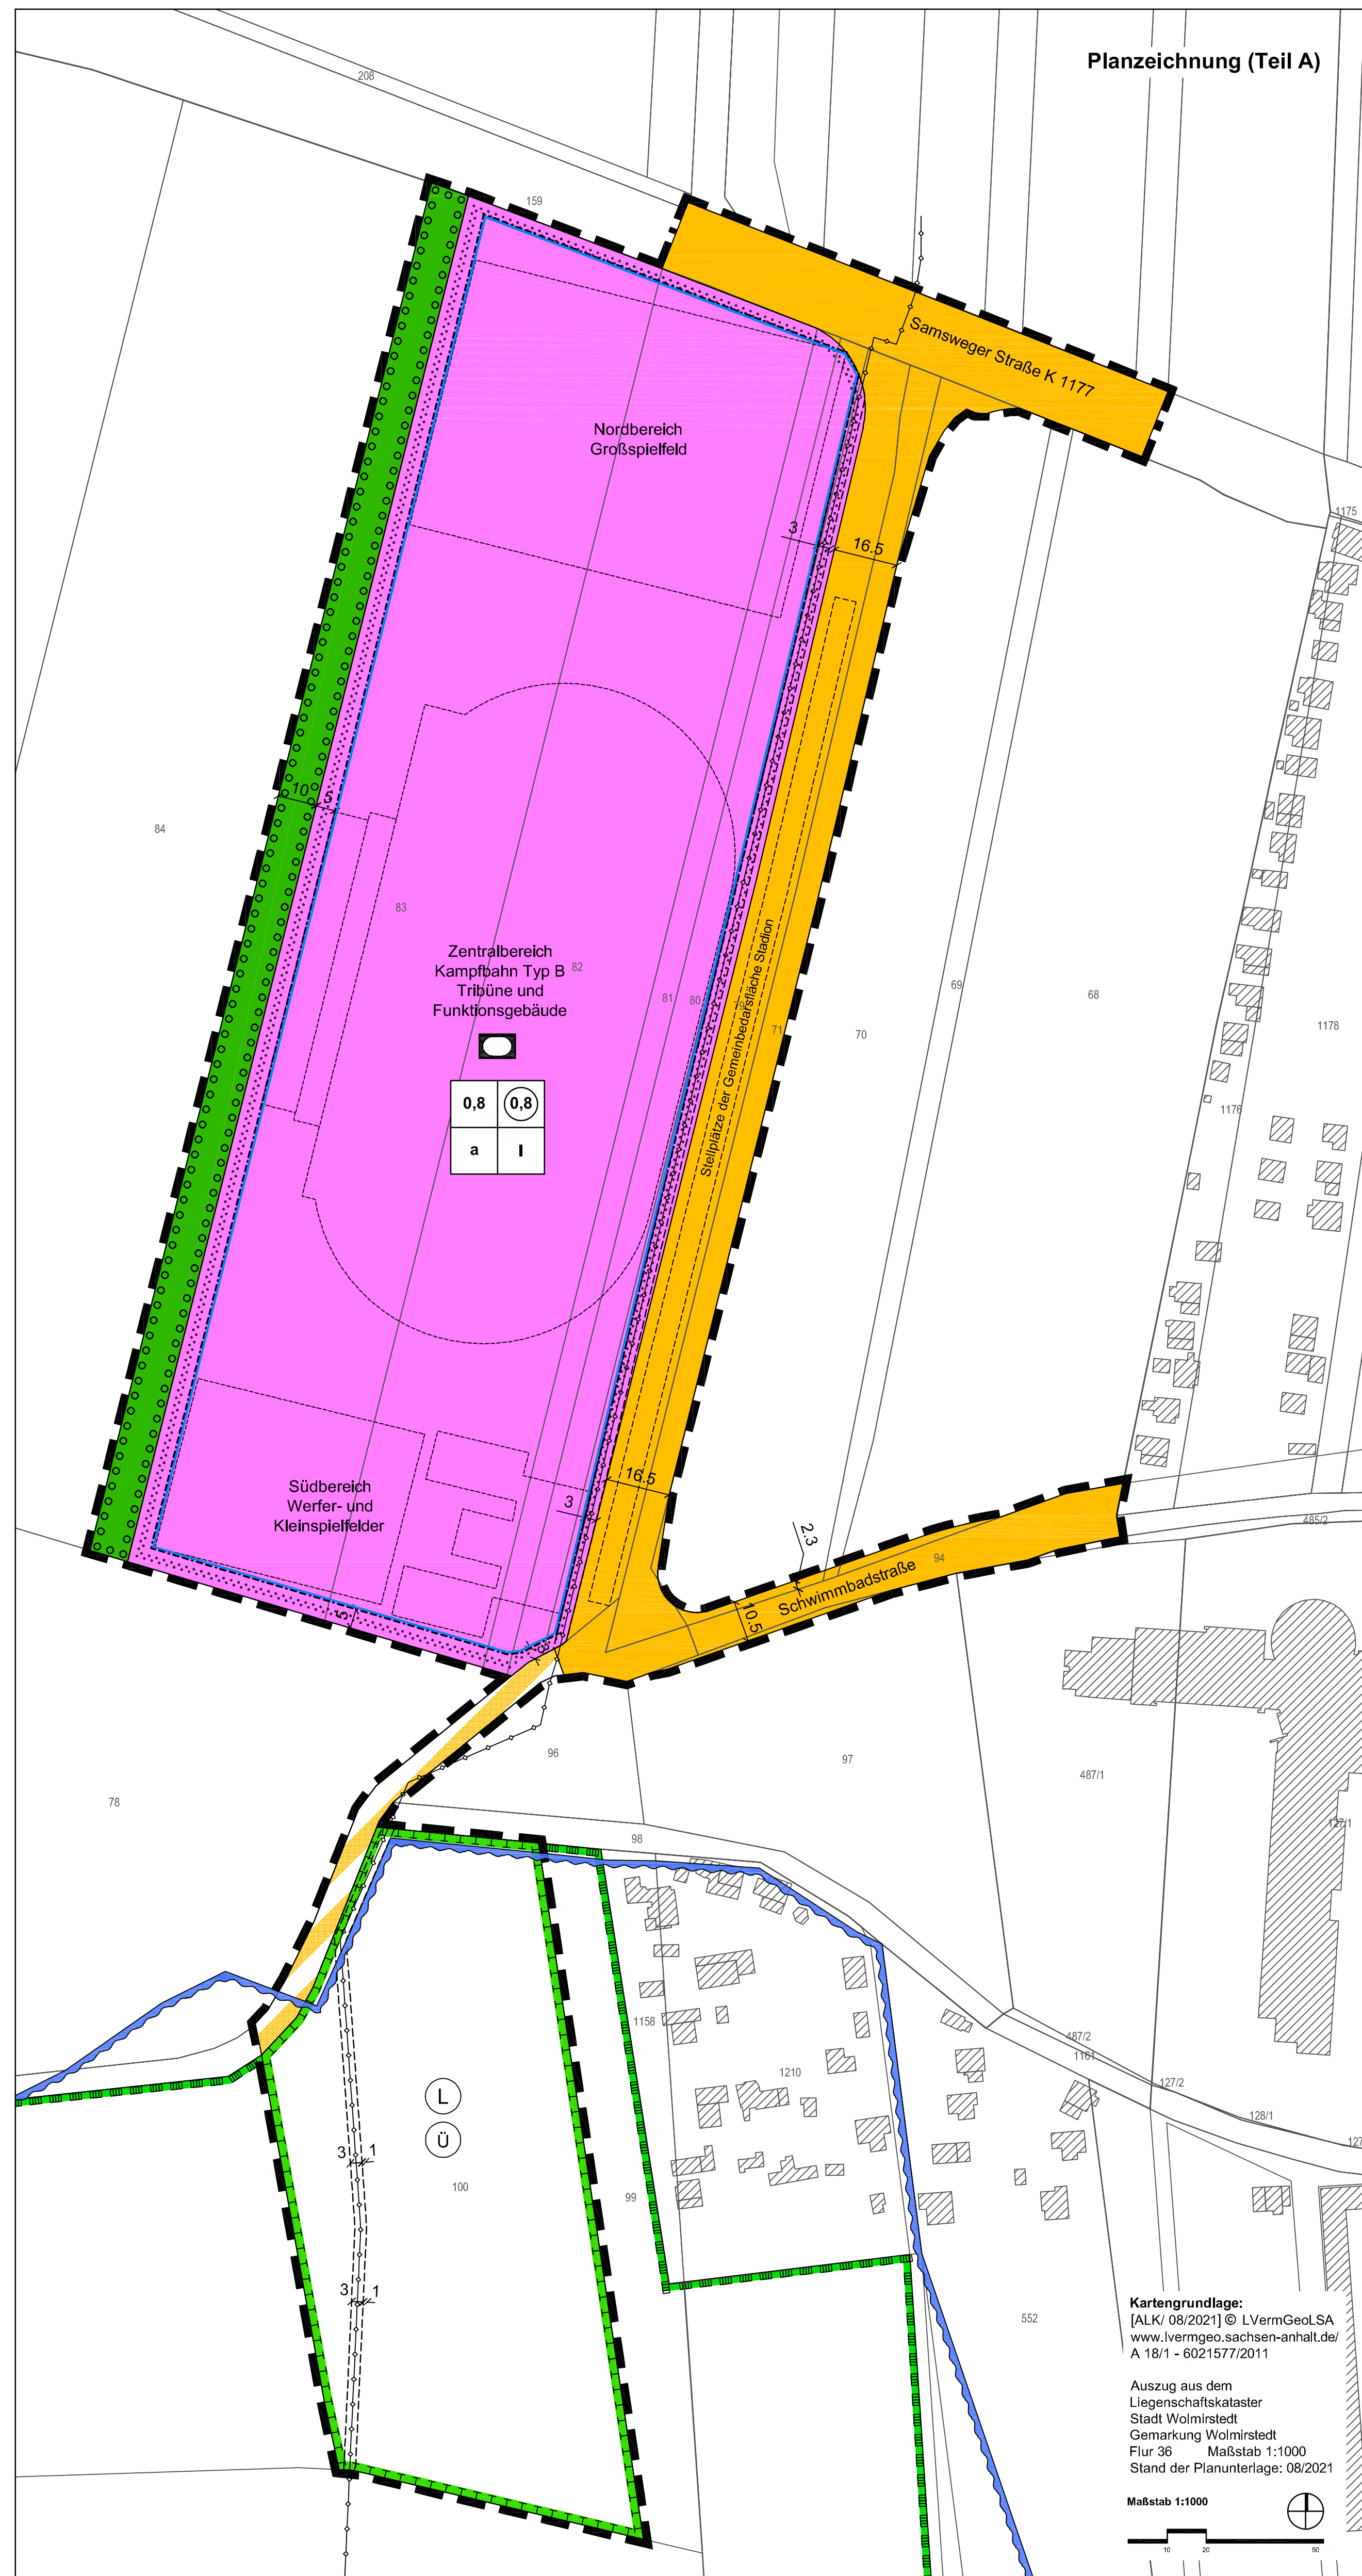 Planzeichnung (Teil A)
208
159
Samsweger Straße K 1177
Nordbereich
Großspielfeld
3
16.5
1175
10
5
84
83
Zentralbereich
Kampfbahn Typ B
Tribüne und
Funktionsgebäude
82
81
80
79
71
70
69
68
1178
1176
0,8
0,8
a
I
Stellplätze der Gemeinbedarfsfläche Stadion
Südbereich
Werfer- und
Kleinspielfelder
16.5
3
2.3
485/2
94
Schwimmbadstraße
10.5
5
3
96
97
487/1
127/1
78
98
1158
487/2
1161
1210
127/2
128/1
127
L
Ü
3
1
100
99
3
1
552
Kartengrundlage:
[ALK/ 08/2021] © LVermGeoLSA
www.lvermgeo.sachsen-anhalt.de/
A 18/1 - 6021577/2011
Auszug aus dem
Liegenschaftskataster
Stadt Wolmirstedt
Gemarkung Wolmirstedt
Flur 36 Maßstab 1:1000
Stand der Planunterlage: 08/2021
Maßstab 1:1000
10 20 50